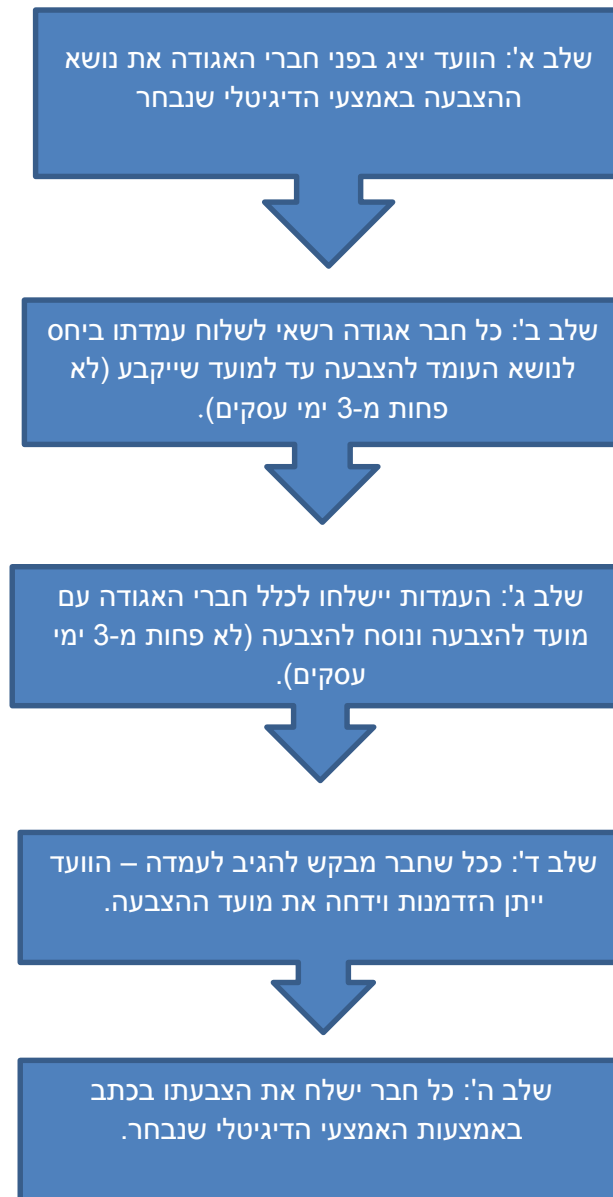 שלב א': הוועד יציג בפני חברי האגודה את נושא
ההצבעה באמצעי הדיגיטלי שנבחר
שלב ב': כל חבר אגודה רשאי לשלוח עמדתו ביחס
לנושא העומד להצבעה עד למועד שייקבע (לא
פחות מ-3 ימי עסקים).
שלב ג': העמדות יישלחו לכלל חברי האגודה עם
מועד להצבעה ונוסח להצבעה (לא פחות מ-3 ימי
עסקים).
שלב ד': ככל שחבר מבקש להגיב לעמדה – הוועד
ייתן הזדמנות וידחה את מועד ההצבעה.
שלב ה': כל חבר ישלח את הצבעתו בכתב
באמצעות האמצעי הדיגיטלי שנבחר.